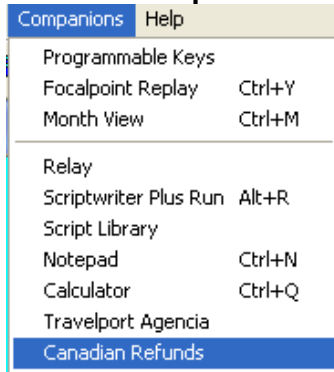 Companions Help
Programmable Keys
Focalpoint Replay Ctrl+Y
Month View Ctrl+M
Relay
Scriptwriter Plus Run Alt+R
Script Library
Notepad Ctrl+N
Calculator Ctrl+Q
Travelport Agencia
Canadian Refunds